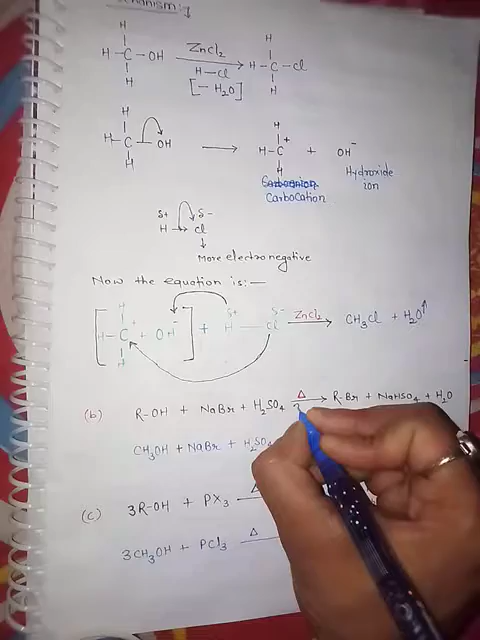 Mechanism:
H
H-C-OH ZnCl2 → H-C-Cl
H-Cl
[-H2O]
H
H
H
H-C-OH → H-C+ + OH-
H
H
Carbonion
Hydroxide
ion
Carbocation
δ+ δ-
H → Cl
↓
More electronegative
Now the equation is:—
[H-C+ + OH-] + H — Cl ZnCl2 → CH3Cl + H2O↑
(b) R-OH + NaBr + H2SO4 Δ → R-Br + NaHSO4 + H2O
CH3OH + NaBr + H2SO4
(c) 3R-OH + PX3
3CH3OH + PCl3 Δ